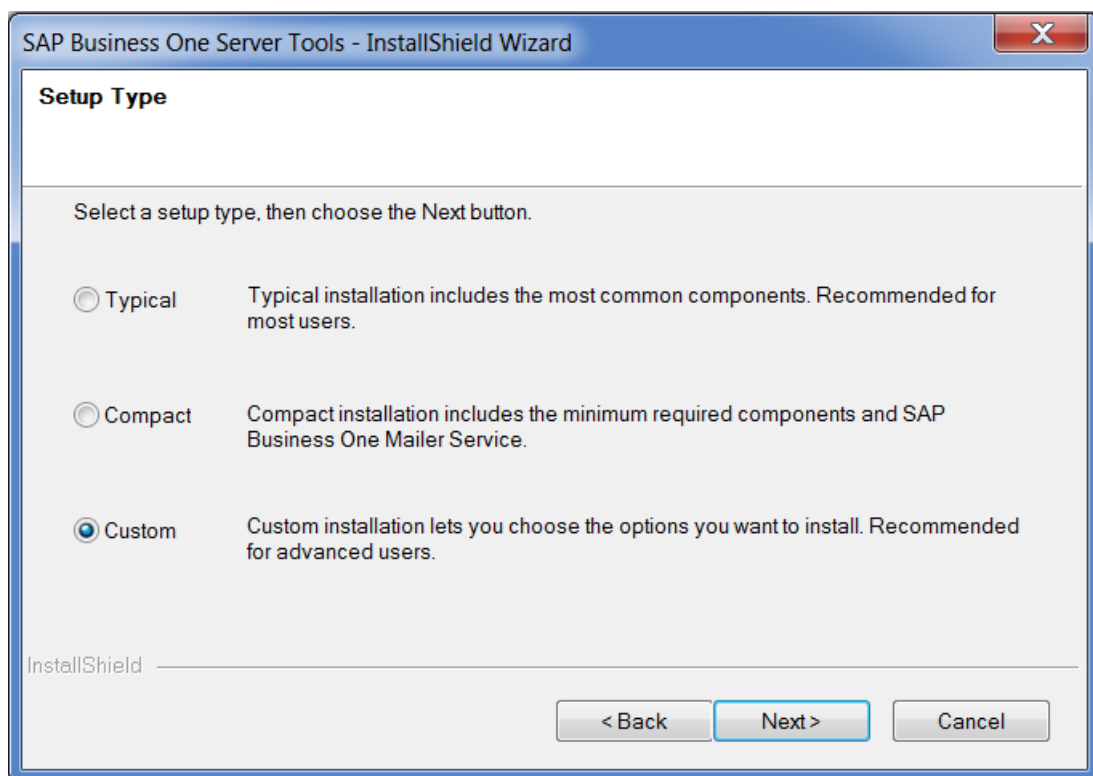 SAP Business One Server Tools - InstallShield Wizard
Setup Type
Select a setup type, then choose the Next button.
Typical
Typical installation includes the most common components. Recommended for
most users.
Compact
Compact installation includes the minimum required components and SAP
Business One Mailer Service.
Custom
Custom installation lets you choose the options you want to install. Recommended
for advanced users.
InstallShield
< Back
Next >
Cancel